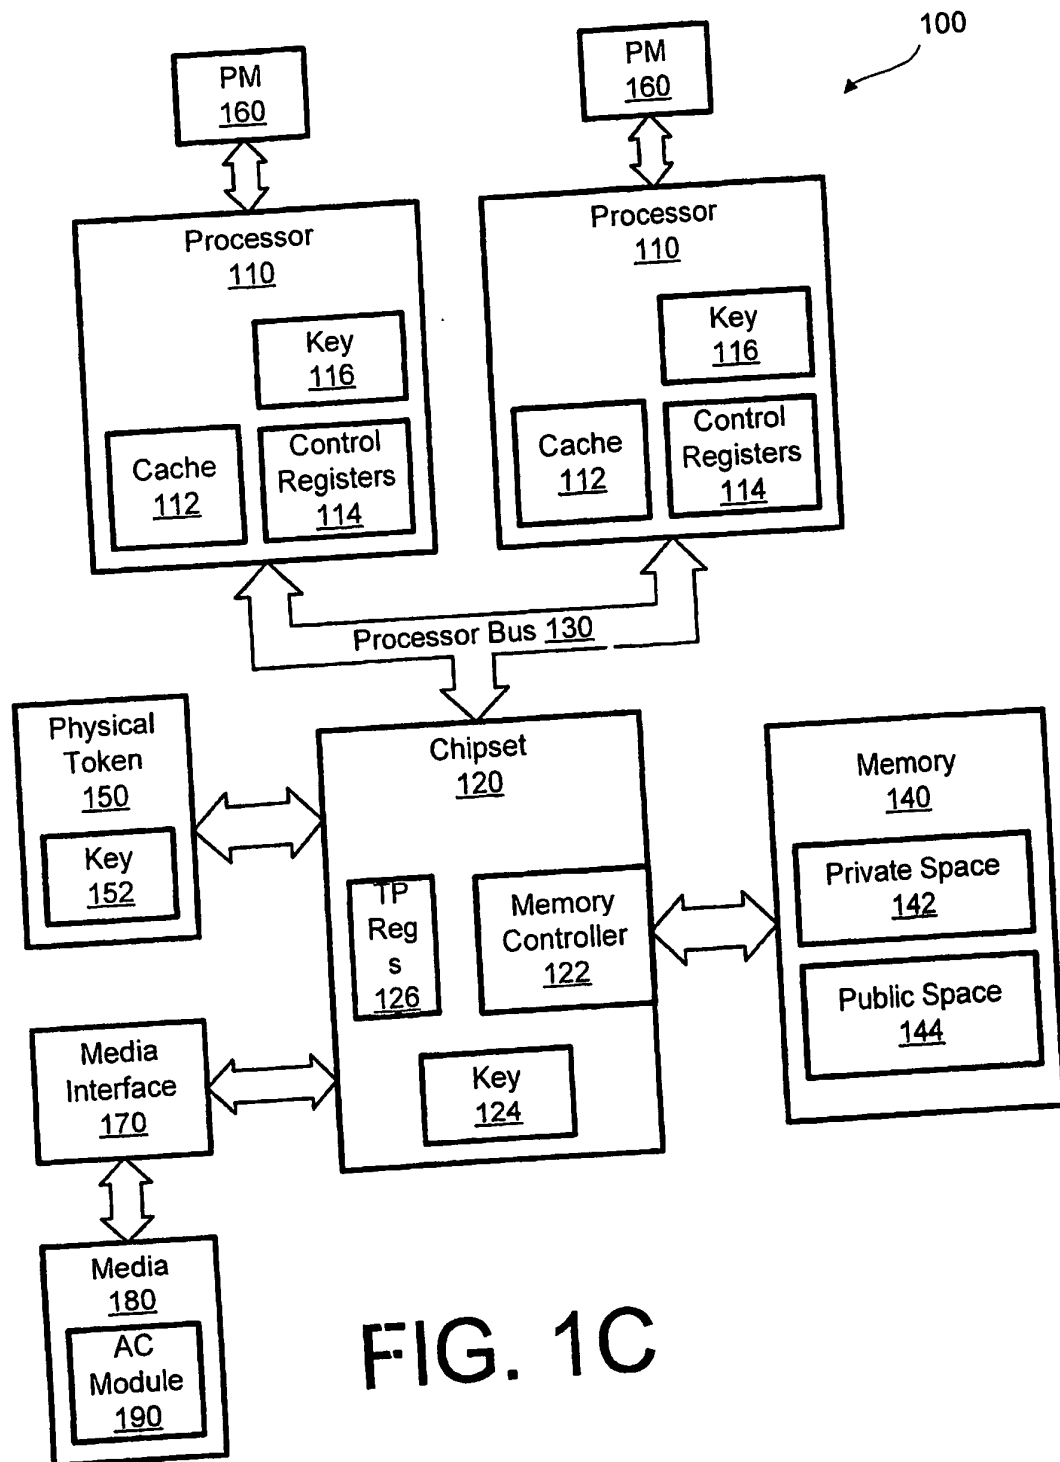 100
PM
160
PM
160
Processor
110
Key
116
Cache
112
Control
Registers
114
Processor
110
Key
116
Cache
112
Control
Registers
114
Processor Bus 130
Physical
Token
150
Key
152
Chipset
120
TP
Reg
s
126
Memory
Controller
122
Key
124
Memory
140
Private Space
142
Public Space
144
Media
Interface
170
Media
180
AC
Module
190
FIG. 1C